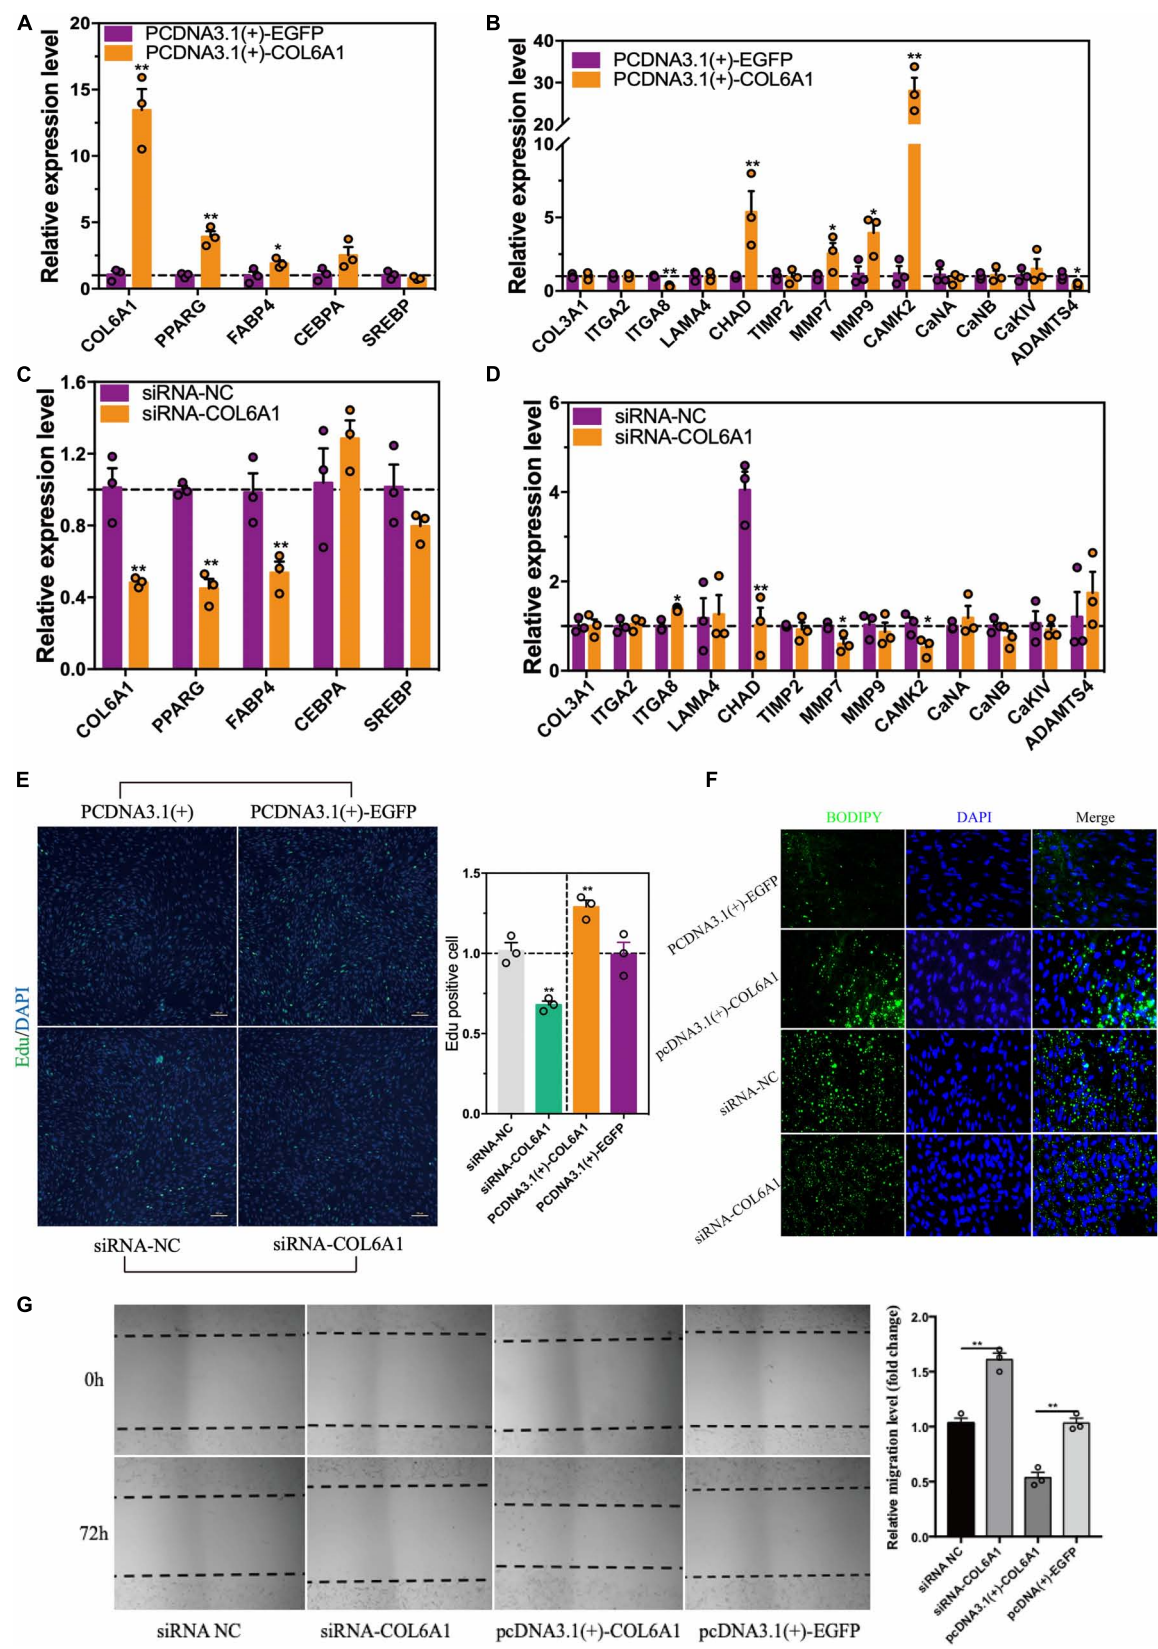 A
Relative expression level
20
15
10
5
0
PCDNA3.1(+)-EGFP
PCDNA3.1(+)-COL6A1
**
**
*
COL6A1
PPARG
FABP4
CEBPA
SREBP
B
Relative expression level
40
30
20
10
5
0
PCDNA3.1(+)-EGFP
PCDNA3.1(+)-COL6A1
**
**
*
*
**
*
COL3A1
ITGA2
ITGA8
LAMA4
CHAD
TIMP2
MMP7
MMP9
CAMK2
CaNA
CaNB
CaKIV
ADAMTS4
C
Relative expression level
1.6
1.2
0.8
0.4
0.0
siRNA-NC
siRNA-COL6A1
**
**
**
COL6A1
PPARG
FABP4
CEBPA
SREBP
D
Relative expression level
6
4
2
0
siRNA-NC
siRNA-COL6A1
*
**
*
*
COL3A1
ITGA2
ITGA8
LAMA4
CHAD
TIMP2
MMP7
MMP9
CAMK2
CaNA
CaNB
CaKIV
ADAMTS4
E
PCDNA3.1(+)
PCDNA3.1(+)-EGFP
Edu/DAPI
siRNA-NC
siRNA-COL6A1
Edu positive cell
1.5
1.0
0.5
0.0
**
**
siRNA-NC
siRNA-COL6A1
PCDNA3.1(+)-COL6A1
PCDNA3.1(+)-EGFP
F
BODIPY
DAPI
Merge
PCDNA3.1(+)-EGFP
pcDNA3.1(+)-COL6A1
siRNA-NC
siRNA-COL6A1
G
0h
72h
siRNA NC
siRNA-COL6A1
pcDNA3.1(+)-COL6A1
pcDNA3.1(+)-EGFP
Relative migration level (fold change)
2.0
1.5
1.0
0.5
0.0
**
**
siRNA NC
siRNA-COL6A1
pcDNA3.1(+)-COL6A1
pcDNA(+)-EGFP